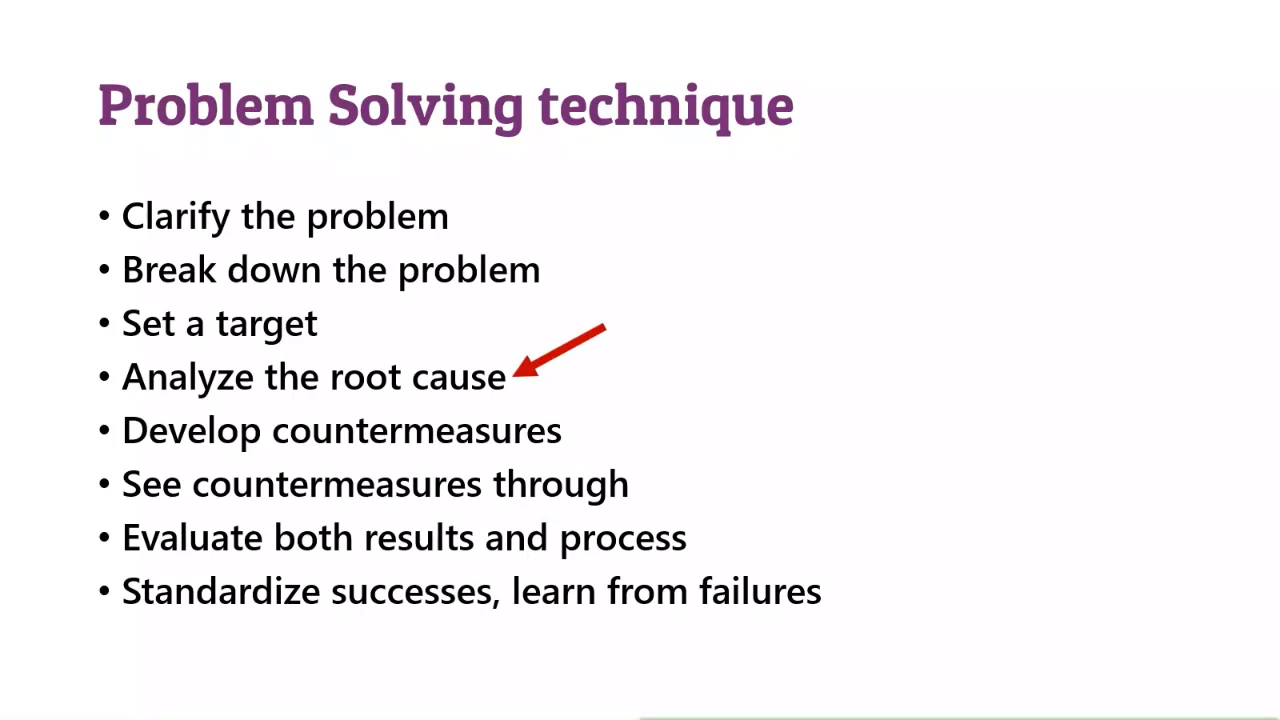 Problem Solving technique
• Clarify the problem
• Break down the problem
• Set a target
• Analyze the root cause
• Develop countermeasures
• See countermeasures through
• Evaluate both results and process
• Standardize successes, learn from failures